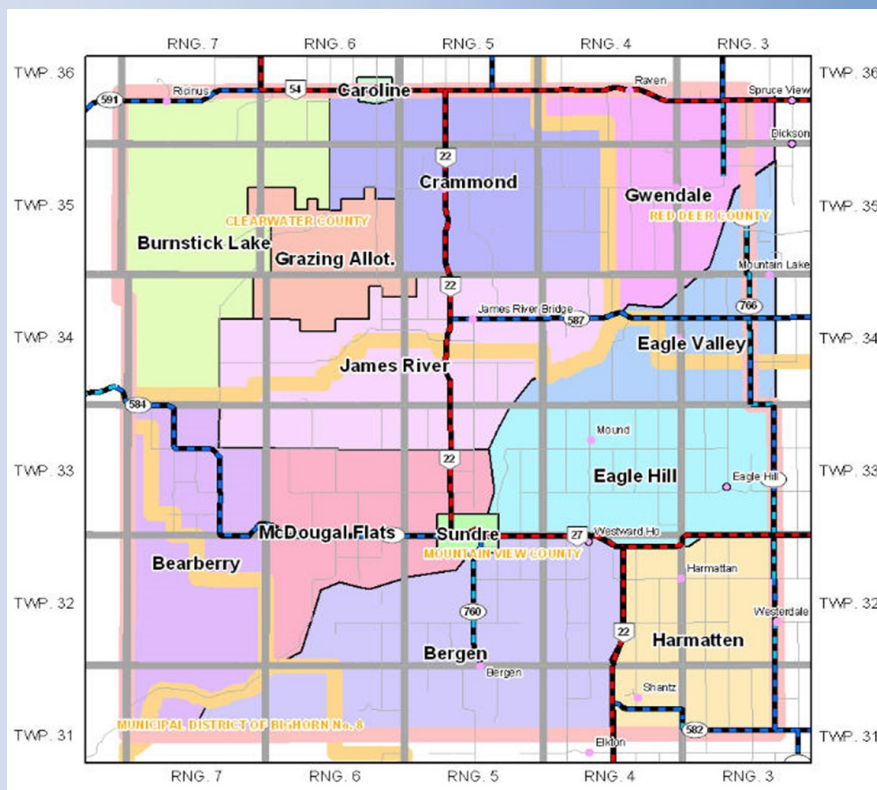 RNG. 7 RNG. 6 RNG. 5 RNG. 4 RNG. 3
TWP. 36 TWP. 36
Raven
Ricinus 54 Caroline Spruce View
591
Dickson
22
Crammond
Gwendale
TWP. 35 TWP. 35
CLEARWATER COUNTY RED DEER COUNTY
Burnstick Lake
Grazing Allot.
Mountain Lake
22
James River Bridge 587 766
TWP. 34 TWP. 34
Eagle Valley
James River
584
Mound
22
TWP. 33 TWP. 33
Eagle Hill Eagle Hill
McDougal Flats Sundre 27 Westward Ho
MOUNTAIN VIEW COUNTY
Bearberry
Harmattan
TWP. 32 TWP. 32
760 Westerdale
22
Harmatten
Bergen
Bergen
Shantz
MUNICIPAL DISTRICT OF BIGHORN No. 8
582
TWP. 31 TWP. 31
Elkton
RNG. 7 RNG. 6 RNG. 5 RNG. 4 RNG. 3